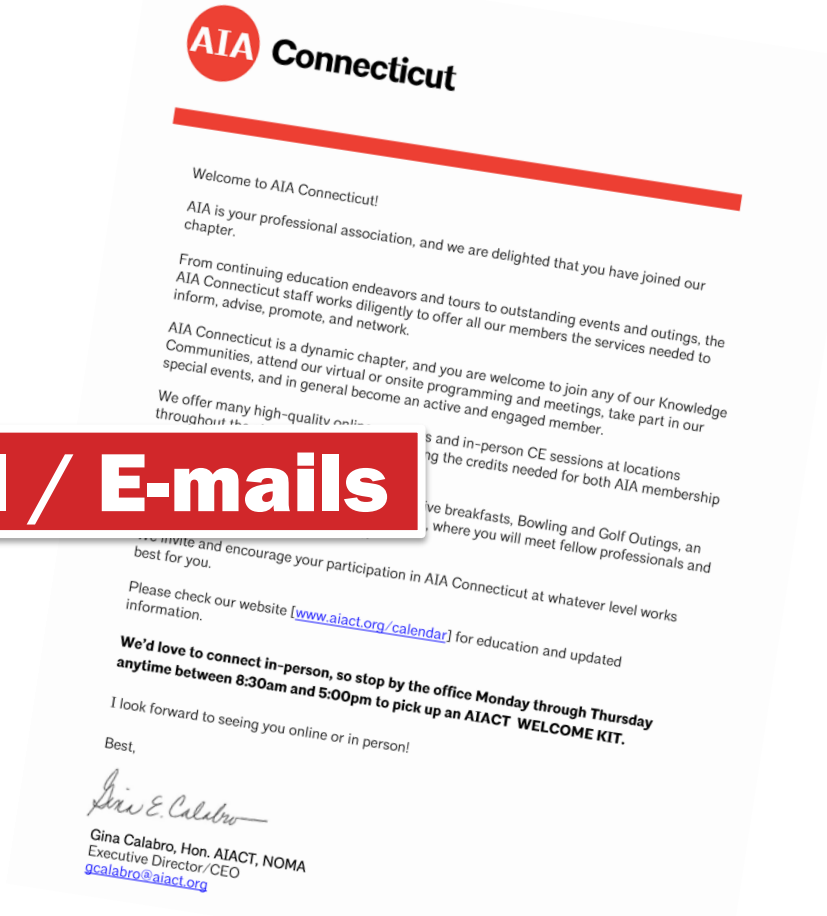 AIA Connecticut
Welcome to AIA Connecticut!
AIA is your professional association, and we are delighted that you have joined our
chapter.
From continuing education endeavors and tours to outstanding events and outings, the
AIA Connecticut staff works diligently to offer all our members the services needed to
inform, advise, promote, and network.
AIA Connecticut is a dynamic chapter, and you are welcome to join any of our Knowledge
Communities, attend our virtual or onsite programming and meetings, take part in our
special events, and in general become an active and engaged member.
We offer many high-quality and in-person CE sessions at locations
throughout the credits needed for both AIA membership
/ E-mails
breakfasts, Bowling and Golf Outings, an
, where you will meet fellow professionals and
We invite and encourage your participation in AIA Connecticut at whatever level works
best for you.
Please check our website [www.aiact.org/calendar] for education and updated
information.
We'd love to connect in-person, so stop by the office Monday through Thursday
anytime between 8:30am and 5:00pm to pick up an AIACT WELCOME KIT.
I look forward to seeing you online or in person!
Best,
Gina E. Calabro
Gina Calabro, Hon. AIACT, NOMA
Executive Director/CEO
gcalabro@aiact.org